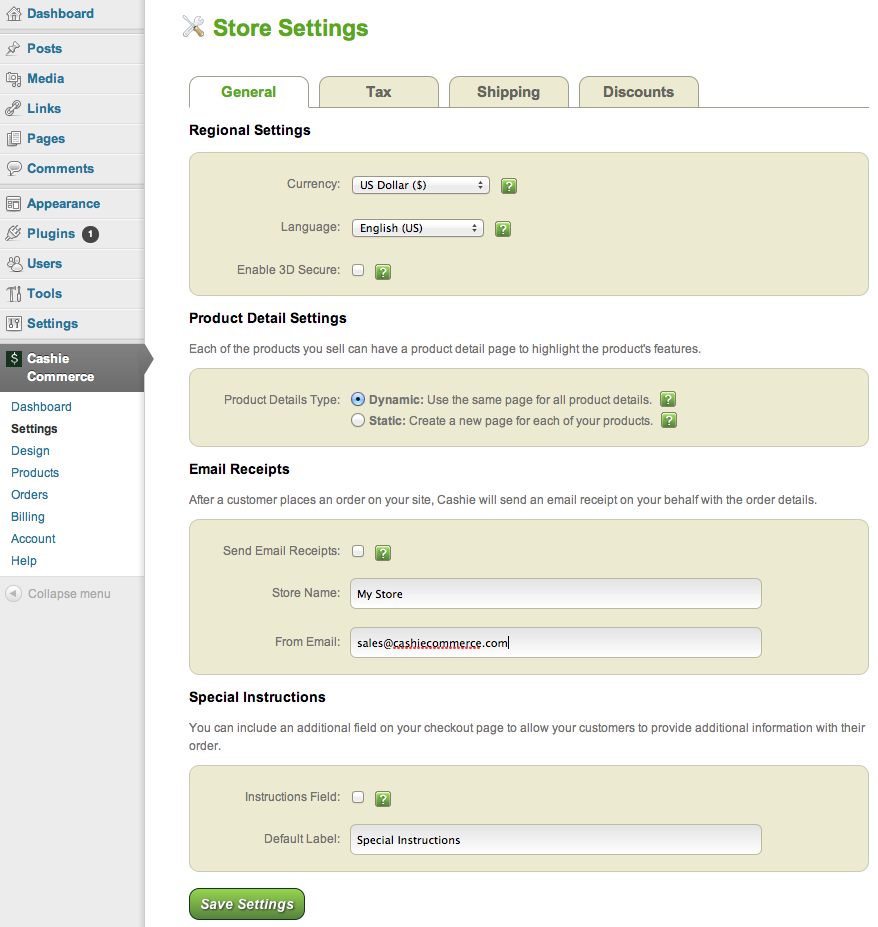 Dashboard
Posts
Media
Links
Pages
Comments
Appearance
Plugins 1
Users
Tools
Settings
$ Cashie
Commerce
Dashboard
Settings
Design
Products
Orders
Billing
Account
Help
Collapse menu
Store Settings
General Tax Shipping Discounts
Regional Settings
Currency: US Dollar ($) ?
Language: English (US) ?
Enable 3D Secure: ?
Product Detail Settings
Each of the products you sell can have a product detail page to highlight the product's features.
Product Details Type: Dynamic: Use the same page for all product details. ?
Static: Create a new page for each of your products. ?
Email Receipts
After a customer places an order on your site, Cashie will send an email receipt on your behalf with the order details.
Send Email Receipts: ?
Store Name: My Store
From Email: sales@cashiecommerce.com
Special Instructions
You can include an additional field on your checkout page to allow your customers to provide additional information with their
order.
Instructions Field: ?
Default Label: Special Instructions
Save Settings